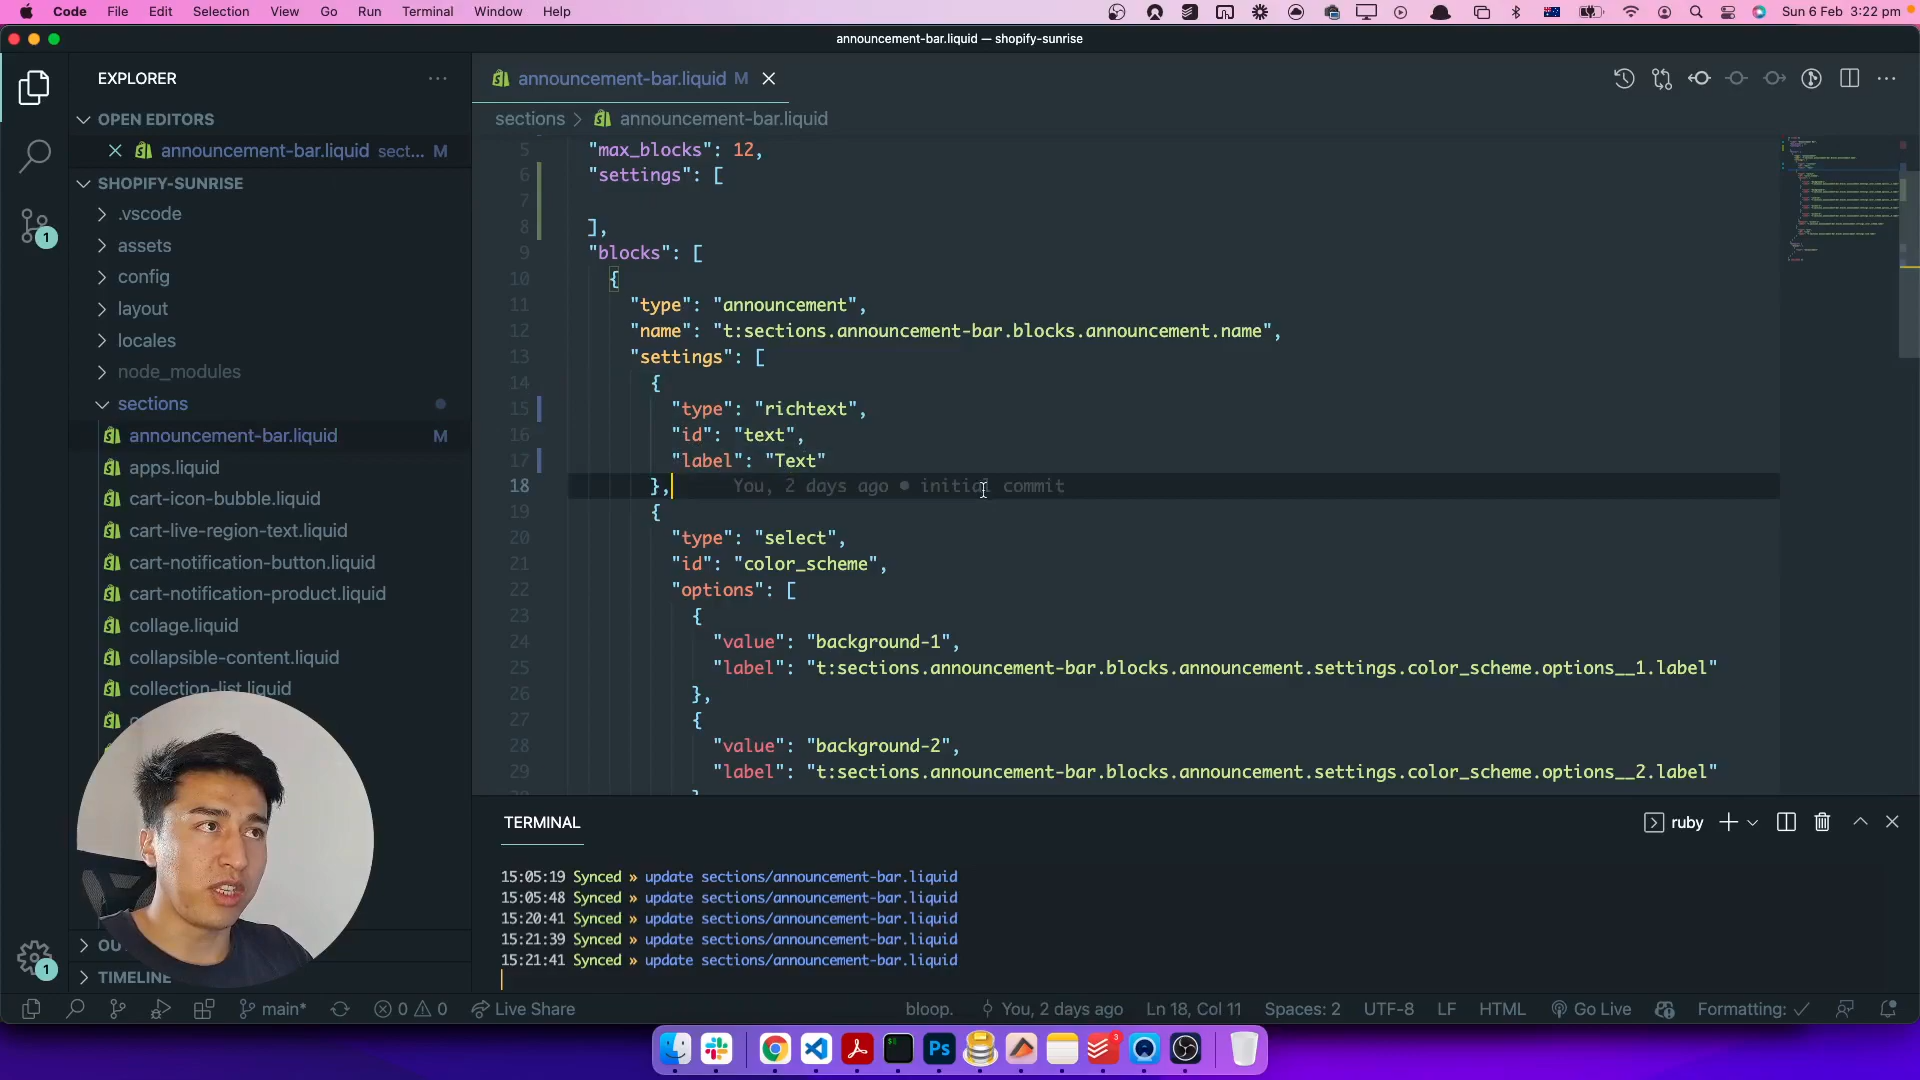 Code File Edit Selection View Go Run Terminal Window Help
Sun 6 Feb 3:22 pm
announcement-bar.liquid — shopify-sunrise
EXPLORER
OPEN EDITORS
announcement-bar.liquid sect... M
SHOPIFY-SUNRISE
.vscode
assets
config
layout
locales
node_modules
sections
announcement-bar.liquid M
apps.liquid
cart-icon-bubble.liquid
cart-live-region-text.liquid
cart-notification-button.liquid
cart-notification-product.liquid
collage.liquid
collapsible-content.liquid
collection-list.liquid
TIMELINE
1
1
announcement-bar.liquid M
sections > announcement-bar.liquid
5 "max_blocks": 12,
6 "settings": [
7
8 ],
9 "blocks": [
10 {
11 "type": "announcement",
12 "name": "t:sections.announcement-bar.blocks.announcement.name",
13 "settings": [
14 {
15 "type": "richtext",
16 "id": "text",
17 "label": "Text"
18 }, You, 2 days ago • initial commit
19 {
20 "type": "select",
21 "id": "color_scheme",
22 "options": [
23 {
24 "value": "background-1",
25 "label": "t:sections.announcement-bar.blocks.announcement.settings.color_scheme.options__1.label"
26 },
27 {
28 "value": "background-2",
29 "label": "t:sections.announcement-bar.blocks.announcement.settings.color_scheme.options__2.label"
TERMINAL
ruby
15:05:19 Synced » update sections/announcement-bar.liquid
15:05:48 Synced » update sections/announcement-bar.liquid
15:20:41 Synced » update sections/announcement-bar.liquid
15:21:39 Synced » update sections/announcement-bar.liquid
15:21:41 Synced » update sections/announcement-bar.liquid
main* 0 0 Live Share bloop. You, 2 days ago Ln 18, Col 11 Spaces: 2 UTF-8 LF HTML Go Live Formatting: ✓
Ps
3